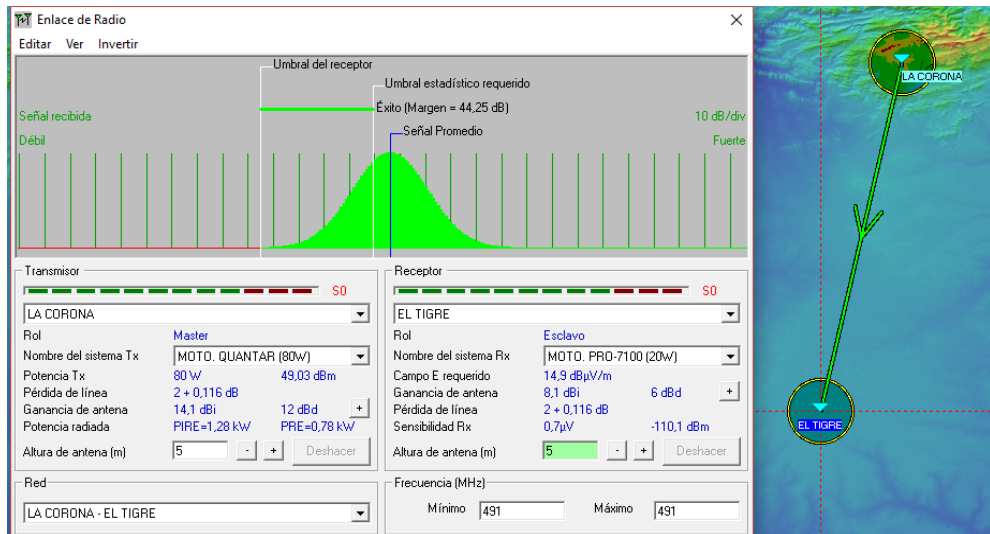 Enlace de Radio
Editar Ver Invertir
Umbral del receptor
Umbral estadístico requerido
Éxito (Margen = 44,25 dB)
Señal recibida
10 dB/div
Señal Promedio
Débil
Fuerte
Transmisor
S0
LA CORONA
Rol Master
Nombre del sistema Tx MOTO. QUANTAR (80W)
Potencia Tx 80 W 49,03 dBm
Pérdida de línea 2 + 0,116 dB
Ganancia de antena 14,1 dBi 12 dBd +
Potencia radiada PIRE=1,28 kW PRE=0,78 kW
Altura de antena (m) 5 - + Deshacer
Red
LA CORONA - EL TIGRE
Receptor
S0
EL TIGRE
Rol Esclavo
Nombre del sistema Rx MOTO. PRO-7100 (20W)
Campo E requerido 14,9 dBµV/m
Ganancia de antena 8,1 dBi 6 dBd +
Pérdida de línea 2 + 0,116 dB
Sensibilidad Rx 0,7µV -110,1 dBm
Altura de antena (m) 5 - + Deshacer
Frecuencia (MHz)
Mínimo 491 Máximo 491
LA CORONA
EL TIGRE